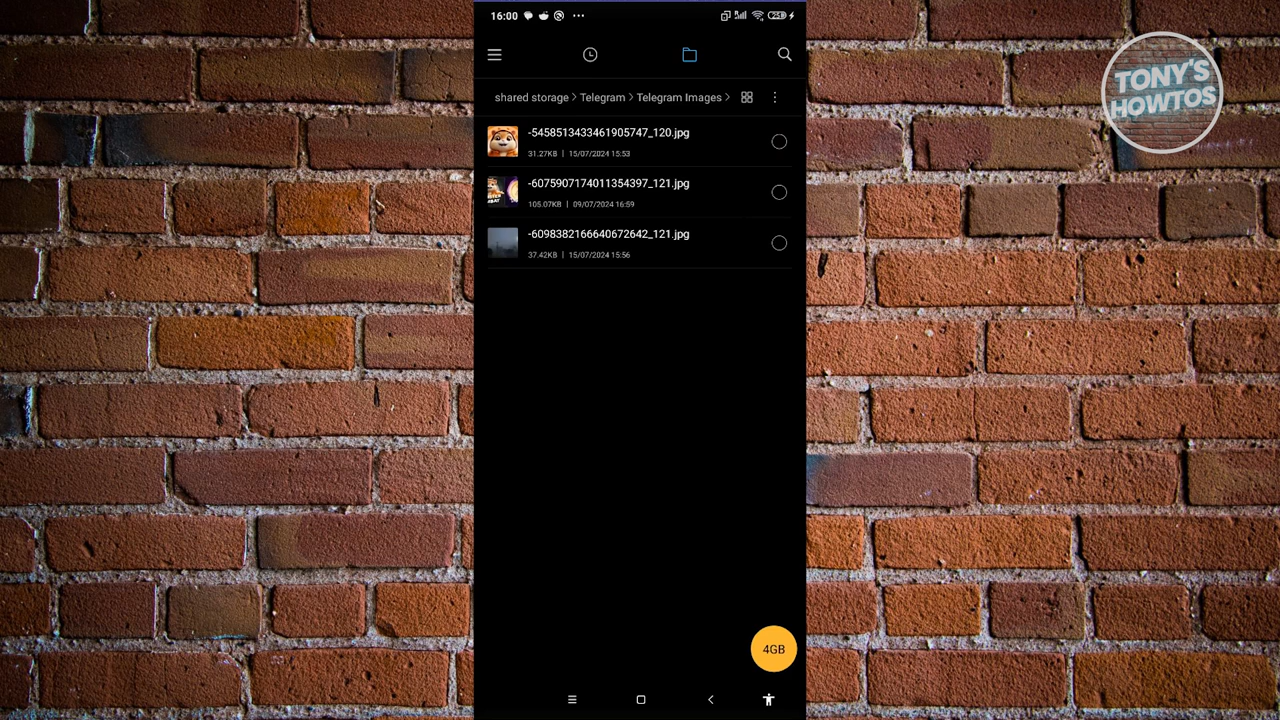 16:00
25
TONY'S
HOWTOS
shared storage > Telegram > Telegram Images >
-5458513433461905747_120.jpg
31.27KB | 15/07/2024 15:53
-6075907174011354397_121.jpg
105.07KB | 09/07/2024 16:59
-6098382166640672642_121.jpg
37.42KB | 15/07/2024 15:56
4GB